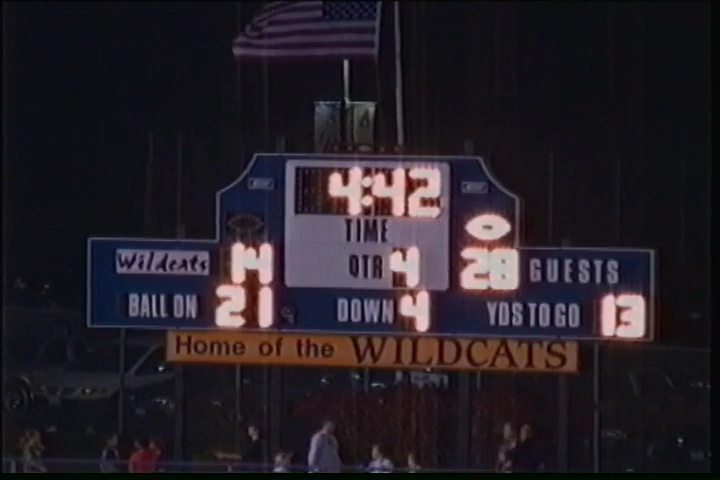 4:42
TIME
Wildcats 14 QTR 4 28 GUESTS
BALL ON 21 DOWN 4 YDS TO GO 13
Home of the WILDCATS